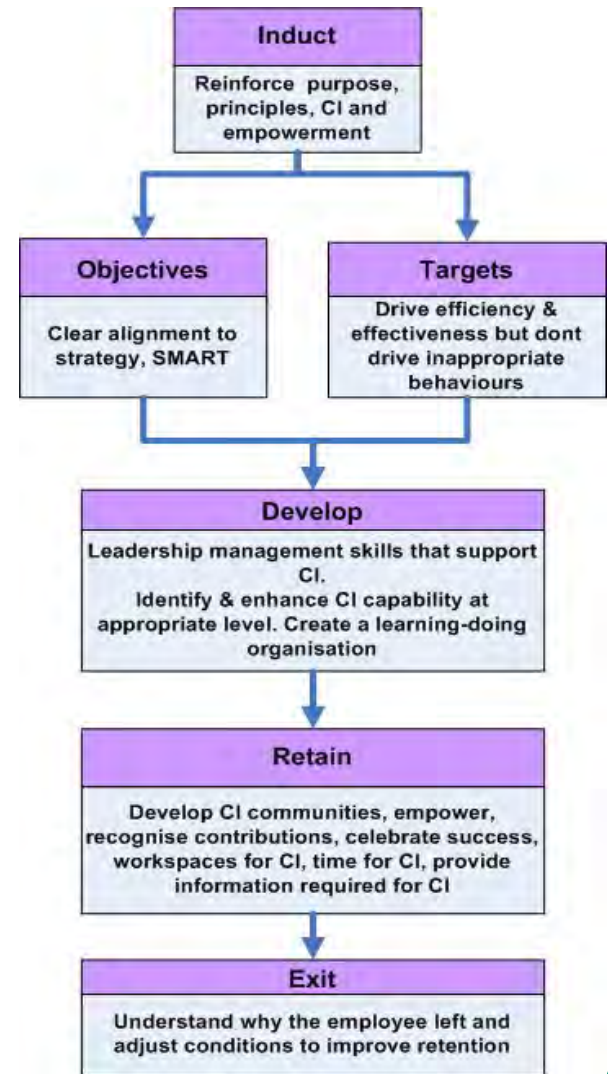 Induct
Reinforce purpose,
principles, CI and
empowerment
Objectives
Clear alignment to
strategy, SMART
Targets
Drive efficiency &
effectiveness but dont
drive inappropriate
behaviours
Develop
Leadership management skills that support
CI.
Identify & enhance CI capability at
appropriate level. Create a learning-doing
organisation
Retain
Develop CI communities, empower,
recognise contributions, celebrate success,
workspaces for CI, time for CI, provide
information required for CI
Exit
Understand why the employee left and
adjust conditions to improve retention